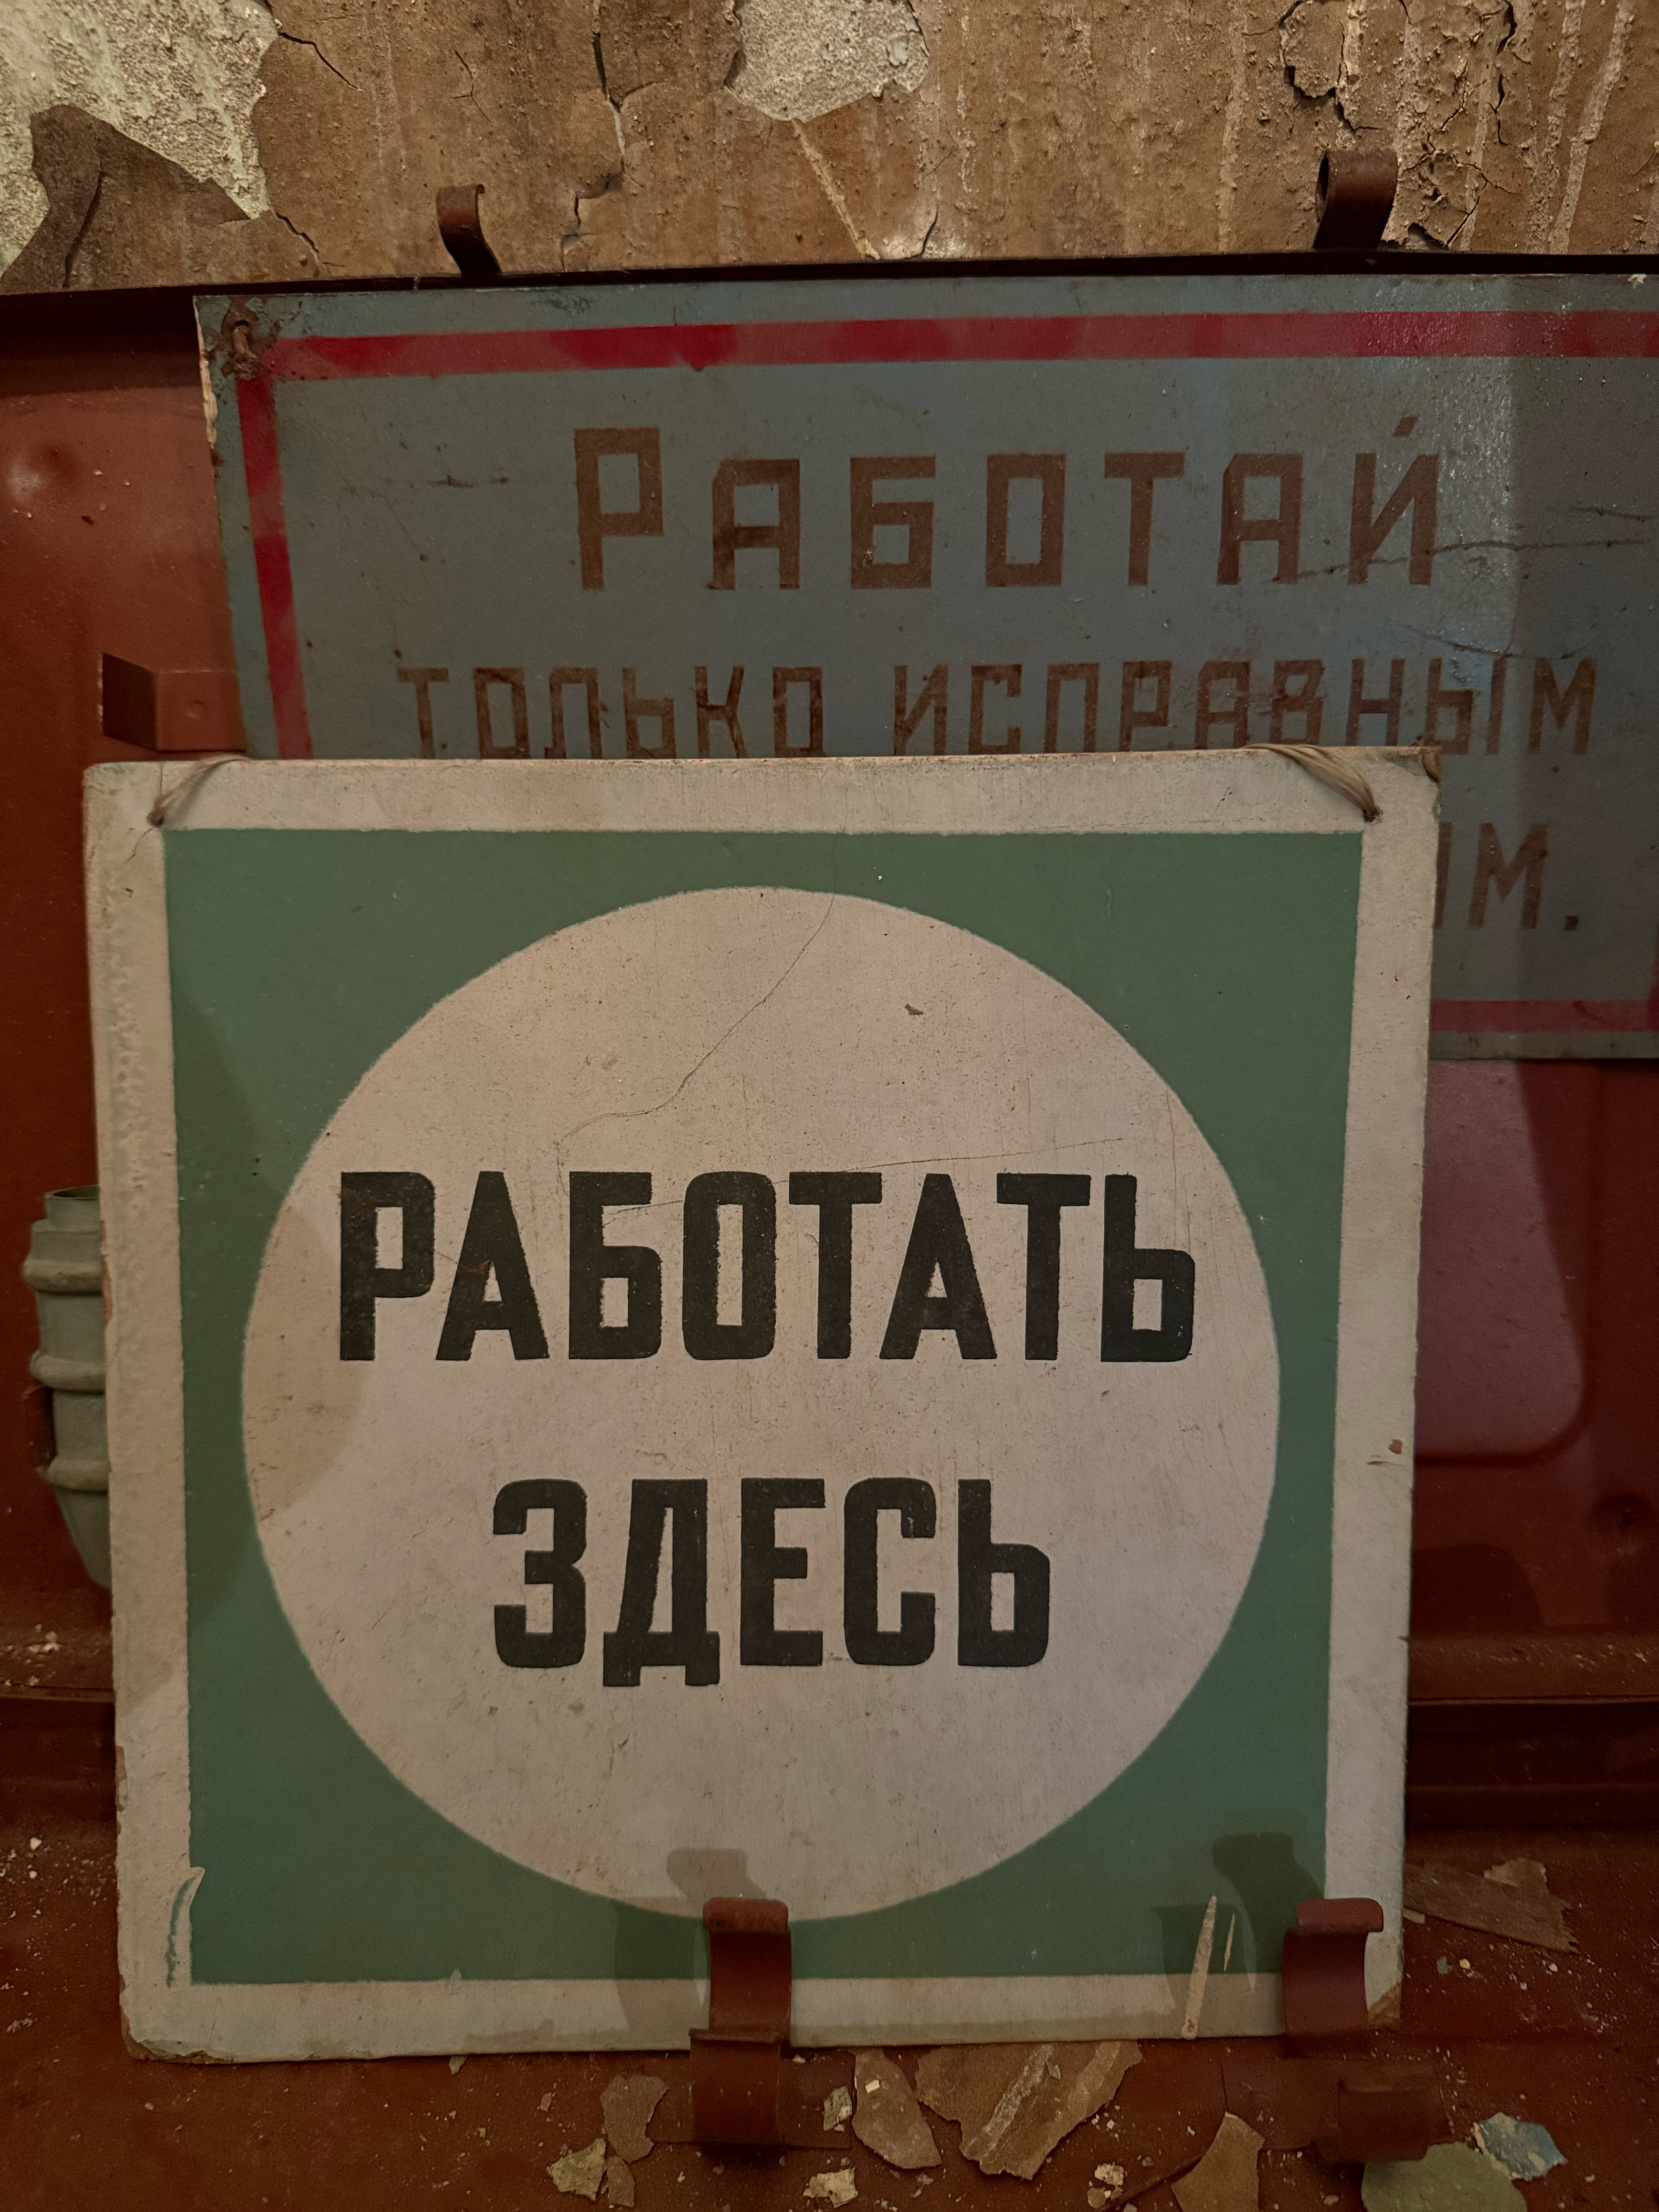 Работай
только исправным
РАБОТАТЬ
ЗДЕСЬ